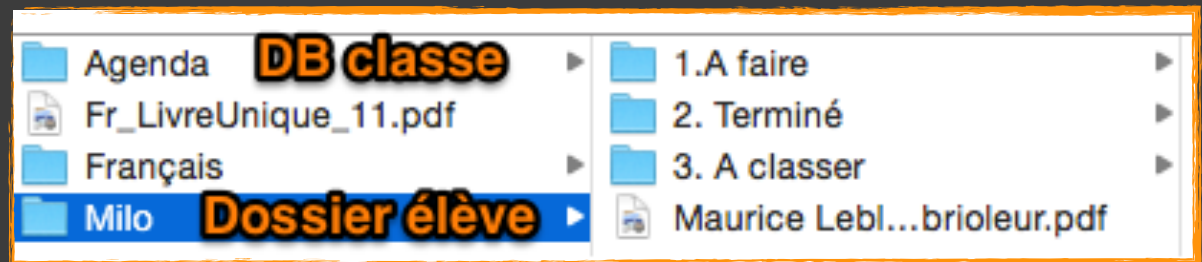 Agenda DB classe
Fr_LivreUnique_11.pdf
Français
Milo Dossier élève
1.A faire
2. Terminé
3. A classer
Maurice Lebl...brioleur.pdf